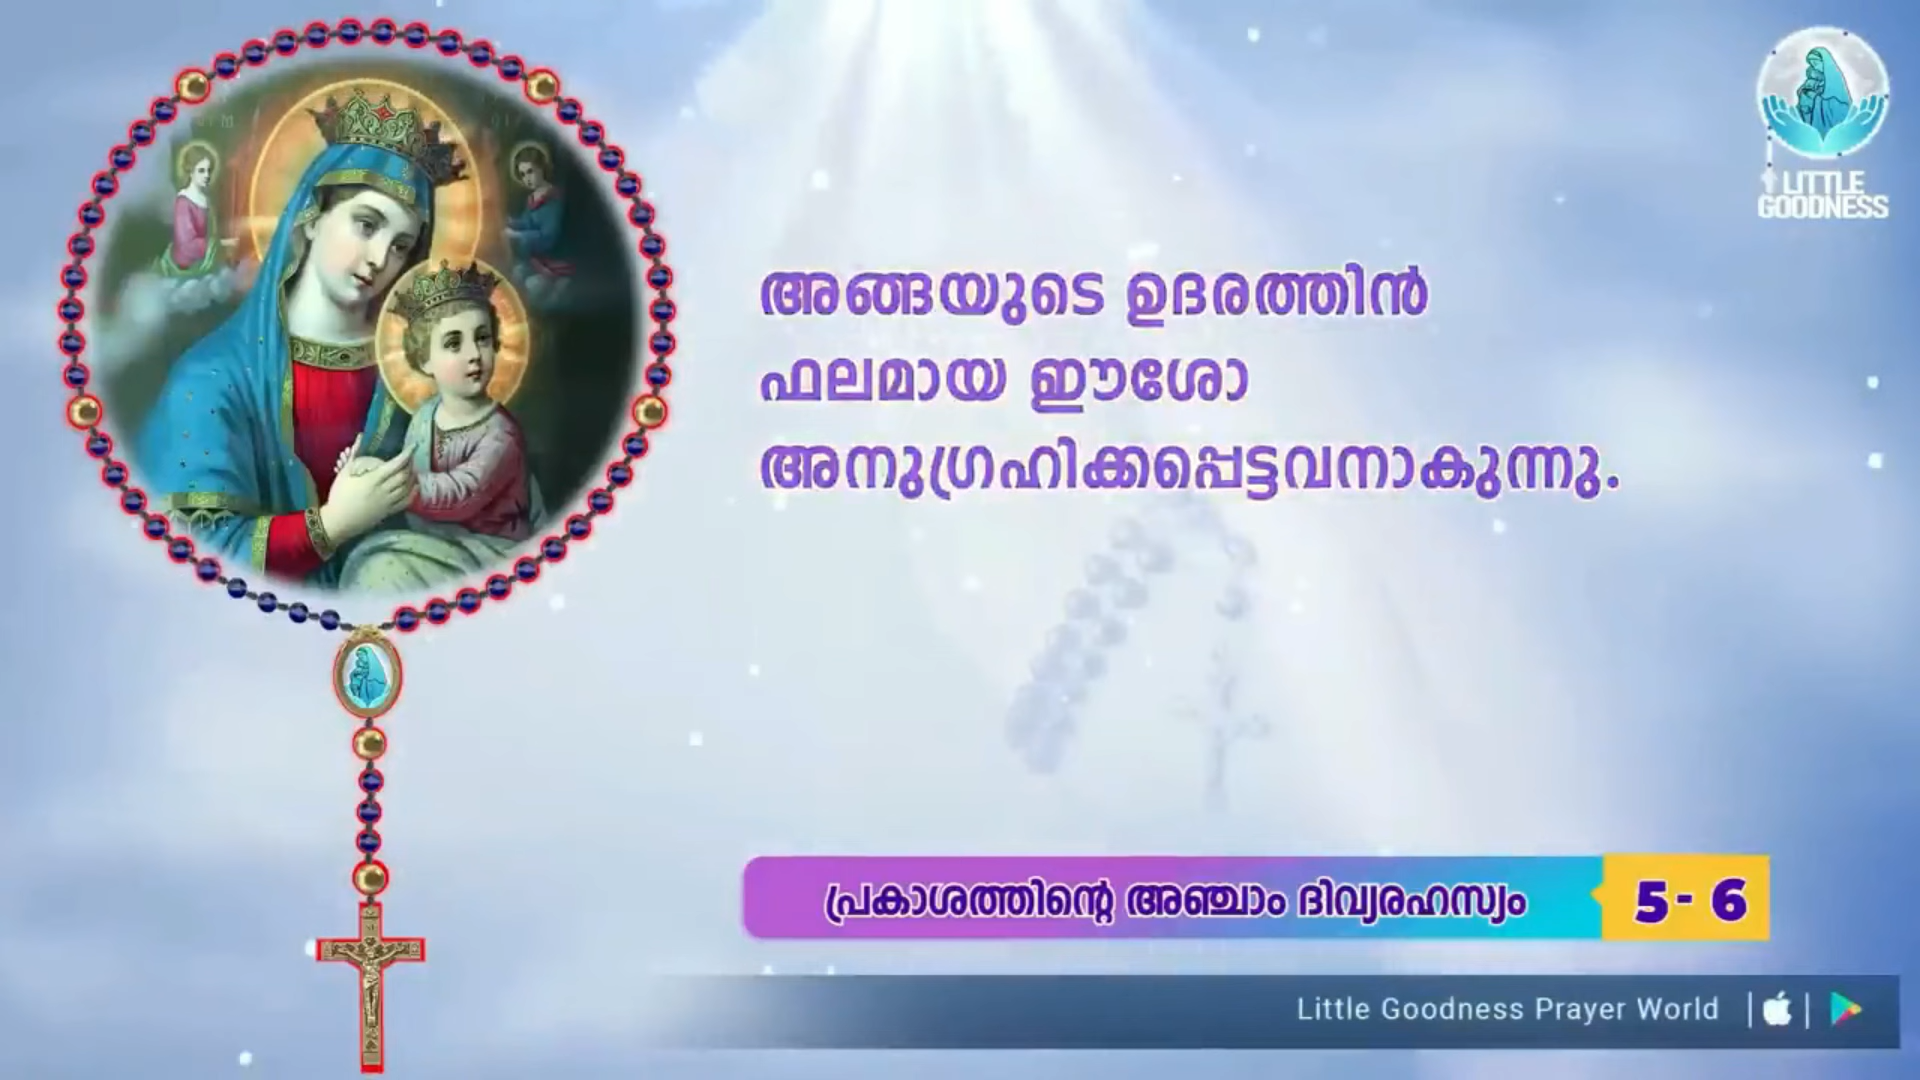 LITTLE
GOODNESS
അങ്ങയുടെ ഉദരത്തിൻ
ഫലമായ ഈശോ
അനുഗ്രഹിക്കപ്പെട്ടവനാകുന്നു.
പ്രകാശത്തിന്റെ അഞ്ചാം ദിവ്യരഹസ്യം
5- 6
Little Goodness Prayer World